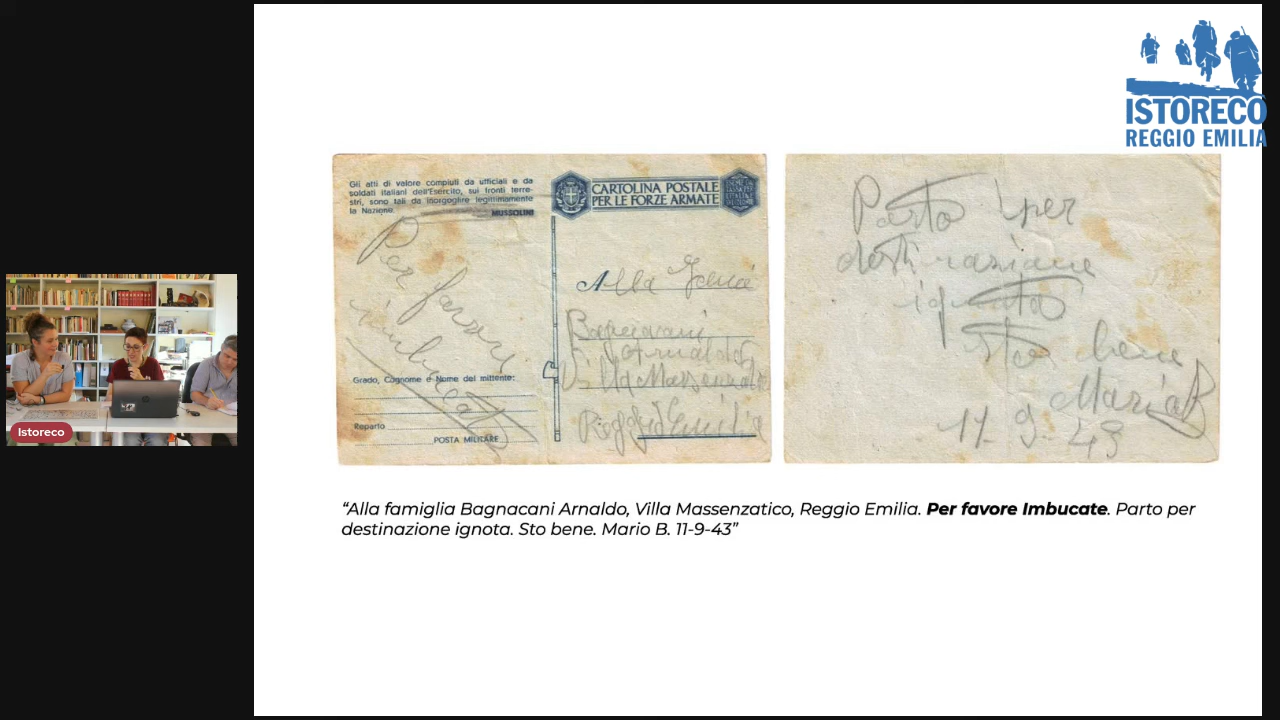 ISTORECO
REGGIO EMILIA
Gli atti di valore compiuti da ufficiali e da
soldati italiani dell'Esercito, sui fronti terre-
stri, sono tali da inorgoglire legittimamente
la Nazione.
MUSSOLINI
Per favore
imbucate
Grado, Cognome e Nome del mittente:
Reparto
POSTA MILITARE
CARTOLINA POSTALE
PER LE FORZE ARMATE
Alla
Bagnacani
Arnaldo
Villa Massenzatico
Reggio Emilia
Parto per
destinazione
ignota
Sto bene
Mario B
11-9-43
“Alla famiglia Bagnacani Arnaldo, Villa Massenzatico, Reggio Emilia. Per favore Imbucate. Parto per
destinazione ignota. Sto bene. Mario B. 11-9-43”
Istoreco